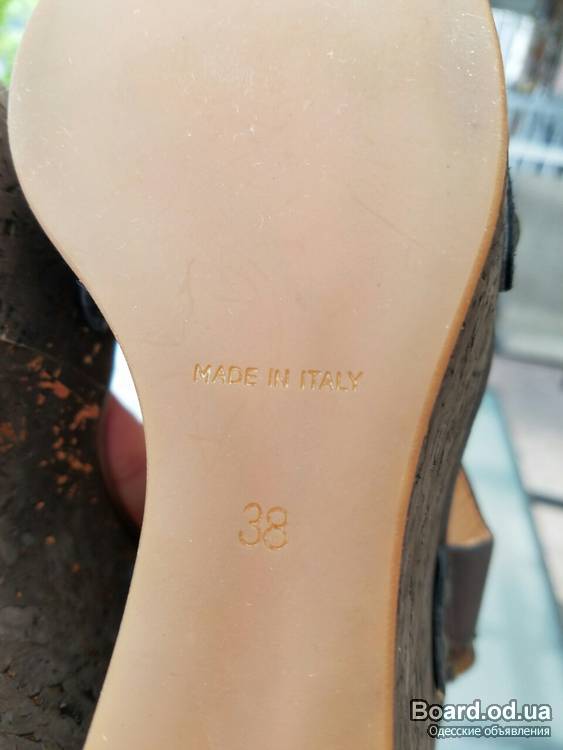 MADE IN ITALY
38
Board.od.ua
Одесские объявления